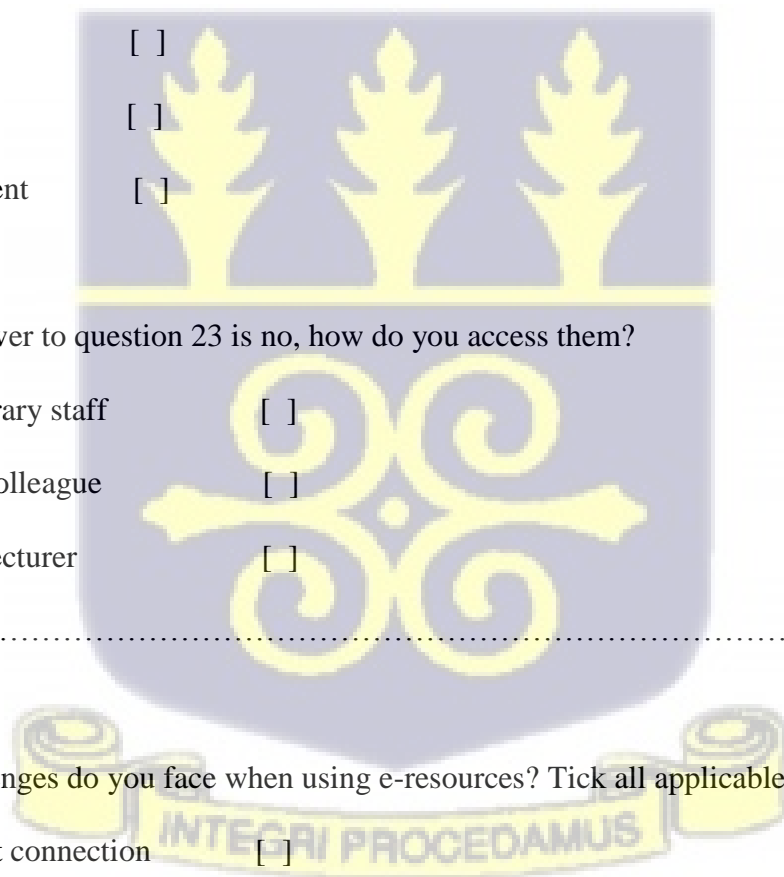 [ ]
[ ]
ent [ ]
ver to question 23 is no, how do you access them?
rary staff [ ]
olleague [ ]
ecturer [ ]
……………………………………………………………………
nges do you face when using e-resources? Tick all applicable
t connection [ ]
INTEGRI PROCEDAMUS